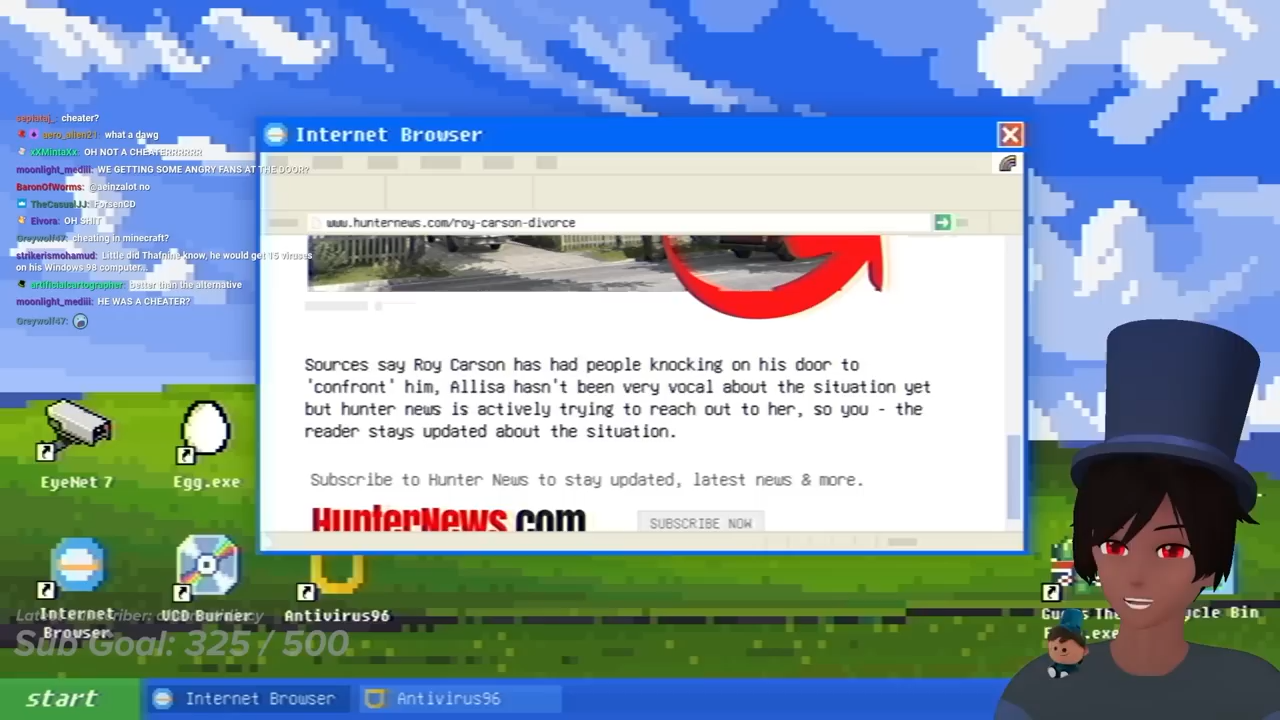 Internet Browser
www.hunternews.com/roy-carson-divorce
sepiataj_: cheater?
aero_alien21: what a dawg
xXMintaXx: OH NOT A CHEATERRRRRR
moonlight_mediii: WE GETTING SOME ANGRY FANS AT THE DOOR?
BaronOfWorms: @aeinzalot no
TheCasualJJ: ForsenCD
Eivora: OH SHIT
Greywolf47: cheating in minecraft?
strikerismohamud: Little did Thafnine know, he would get 15 viruses
on his Windows 98 computer...
artificialcartographer: better than the alternative
moonlight_mediii: HE WAS A CHEATER?
Greywolf47:
Sources say Roy Carson has had people knocking on his door to
'confront' him, Allisa hasn't been very vocal about the situation yet
but hunter news is actively trying to reach out to her, so you - the
reader stays updated about the situation.
Subscribe to Hunter News to stay updated, latest news & more.
HunterNews.com
SUBSCRIBE NOW
EyeNet 7
Egg.exe
Internet
Browser
VCD Burner
Antivirus96
Sub Goal: 325 / 500
start
Internet Browser
Antivirus96